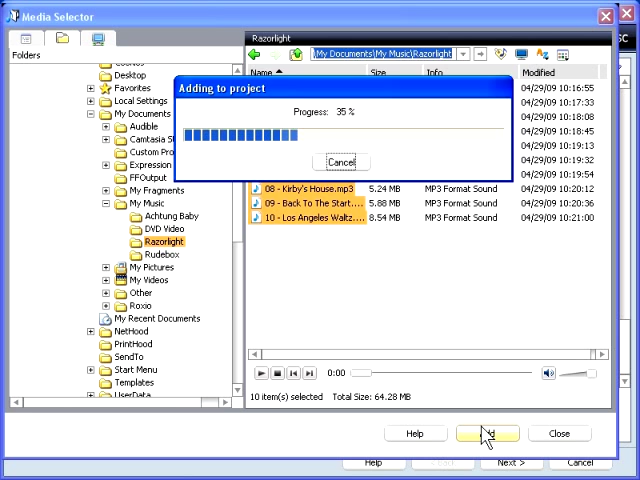 Media Selector
SC
Razorlight
Folders
\My Documents\My Music\Razorlight
Name Size Info Modified
Desktop
Favorites
Local Settings
My Documents
Audible
Camtasia St
Custom Pro
Expression
FFOutput
My Fragments
My Music
Achtung Baby
DVD Video
Razorlight
Rudebox
My Pictures
My Videos
Other
Roxio
My Recent Documents
NetHood
PrintHood
SendTo
Start Menu
Templates
UserData
Adding to project
Progress: 35 %
Cancel
04/29/09 10:16:55
04/29/09 10:17:33
04/29/09 10:18:08
04/29/09 10:18:45
04/29/09 10:19:13
04/29/09 10:19:32
04/29/09 10:19:54
08 - Kirby's House.mp3 5.24 MB MP3 Format Sound 04/29/09 10:20:12
09 - Back To The Start.... 5.88 MB MP3 Format Sound 04/29/09 10:20:36
10 - Los Angeles Waltz.... 8.54 MB MP3 Format Sound 04/29/09 10:21:00
0:00
10 item(s) selected Total Size: 64.28 MB
Help Add Close
Help Next > Cancel